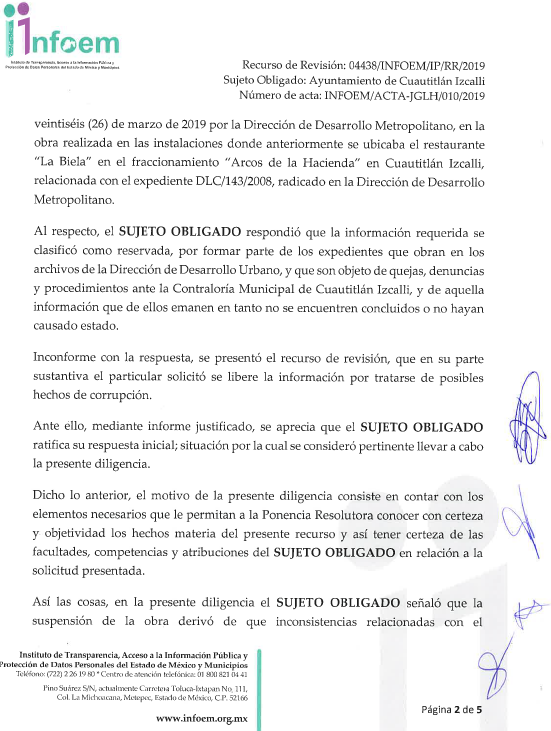 infoem
Instituto de Transparencia, Acceso a la Información Pública y
Protección de Datos Personales del Estado de México y Municipios
Recurso de Revisión: 04438/INFOEM/IP/RR/2019
Sujeto Obligado: Ayuntamiento de Cuautitlán Izcalli
Número de acta: INFOEM/ACTA-JGLH/010/2019
veintiséis (26) de marzo de 2019 por la Dirección de Desarrollo Metropolitano, en la
obra realizada en las instalaciones donde anteriormente se ubicaba el restaurante
“La Biela” en el fraccionamiento “Arcos de la Hacienda” en Cuautitlán Izcalli,
relacionada con el expediente DLC/143/2008, radicado en la Dirección de Desarrollo
Metropolitano.
Al respecto, el SUJETO OBLIGADO respondió que la información requerida se
clasificó como reservada, por formar parte de los expedientes que obran en los
archivos de la Dirección de Desarrollo Urbano, y que son objeto de quejas, denuncias
y procedimientos ante la Contraloría Municipal de Cuautitlán Izcalli, y de aquella
información que de ellos emanen en tanto no se encuentren concluidos o no hayan
causado estado.
Inconforme con la respuesta, se presentó el recurso de revisión, que en su parte
sustantiva el particular solicitó se libere la información por tratarse de posibles
hechos de corrupción.
Ante ello, mediante informe justificado, se aprecia que el SUJETO OBLIGADO
ratifica su respuesta inicial; situación por la cual se consideró pertinente llevar a cabo
la presente diligencia.
Dicho lo anterior, el motivo de la presente diligencia consiste en contar con los
elementos necesarios que le permitan a la Ponencia Resolutora conocer con certeza
y objetividad los hechos materia del presente recurso y así tener certeza de las
facultades, competencias y atribuciones del SUJETO OBLIGADO en relación a la
solicitud presentada.
Así las cosas, en la presente diligencia el SUJETO OBLIGADO señaló que la
suspensión de la obra derivó de que inconsistencias relacionadas con el
Instituto de Transparencia, Acceso a la Información Pública y
Protección de Datos Personales del Estado de México y Municipios
Teléfono: (722) 2 26 19 80 * Centro de atención telefónica: 01 800 821 04 41
Pino Suárez S/N, actualmente Carretera Toluca-Ixtapan No. 111,
Col. La Michoacana, Metepec, Estado de México, C.P. 52166
www.infoem.org.mx
Página 2 de 5